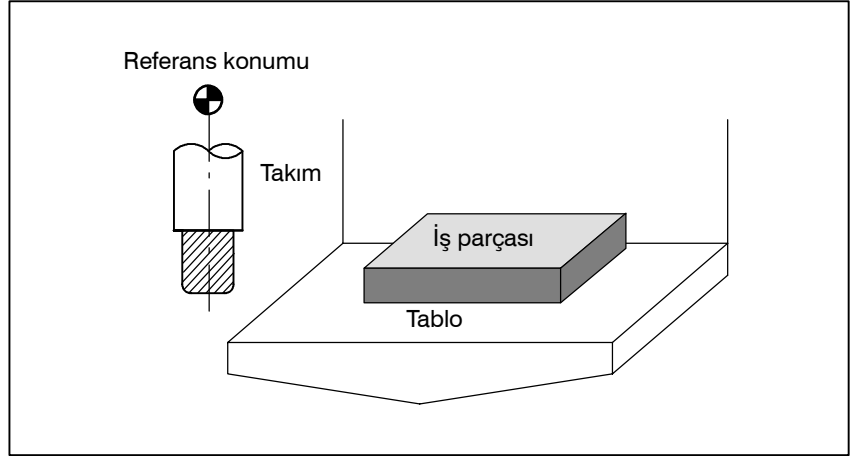 Referans konumu
Takım
İş parçası
Tablo